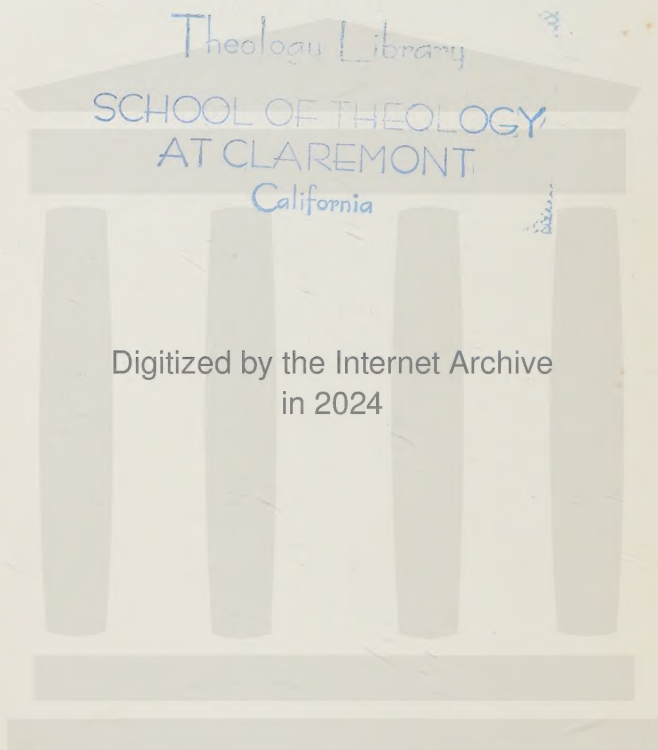 Theology Library
SCHOOL OF THEOLOGY
AT CLAREMONT
California
Digitized by the Internet Archive
in 2024